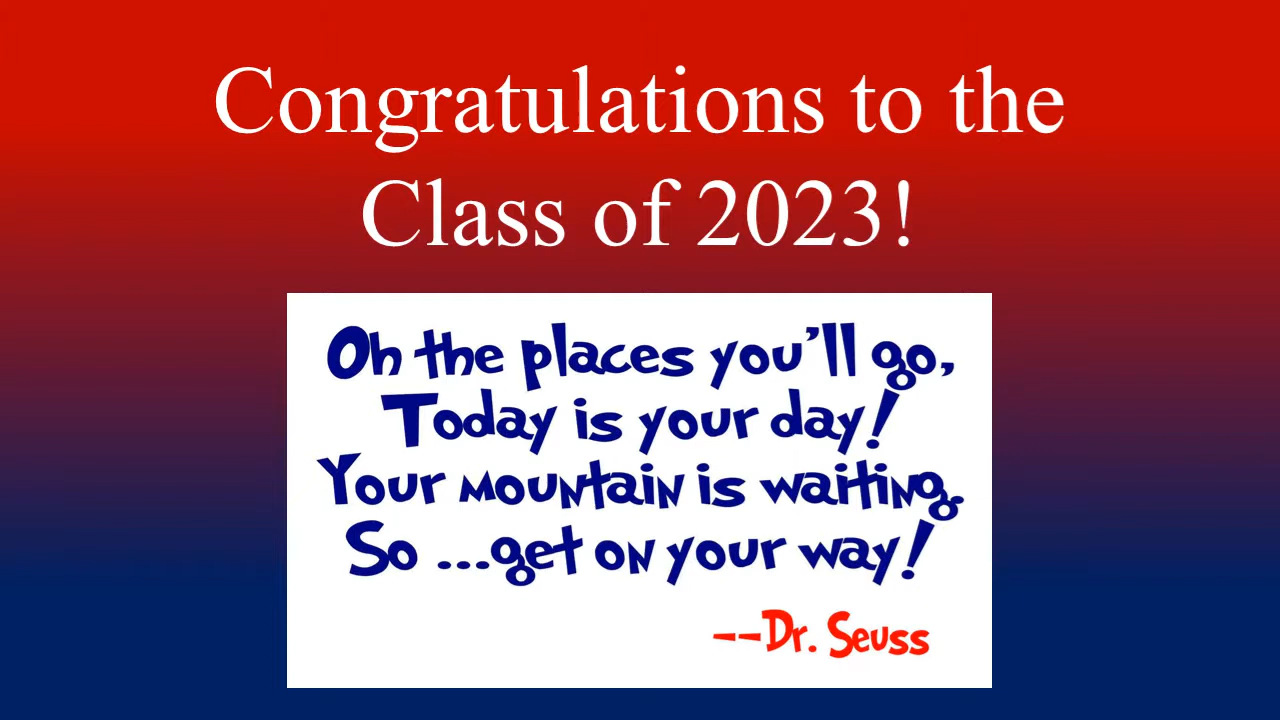 Congratulations to the
Class of 2023!
Oh the places you'll go,
Today is your day!
Your mountain is waiting.
So ...get on your way!
--Dr. Seuss